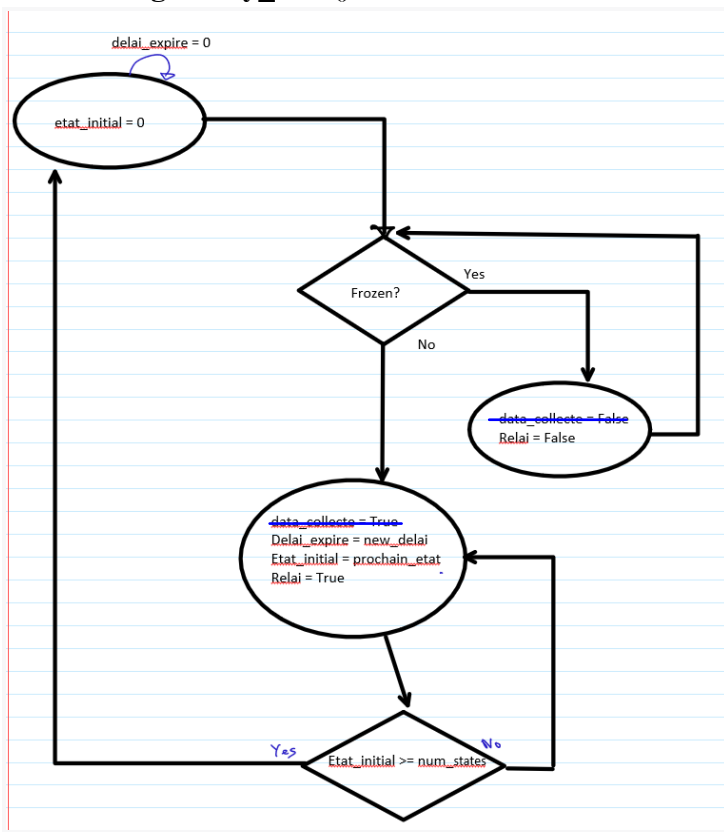 delai_expire = 0
etat_initial = 0
Frozen?
Yes
No
data_collecte = False
Relai = False
data_collecte = True
Delai_expire = new_delai
Etat_initial = prochain_etat
Relai = True
Yes
No
Etat_initial >= num_states